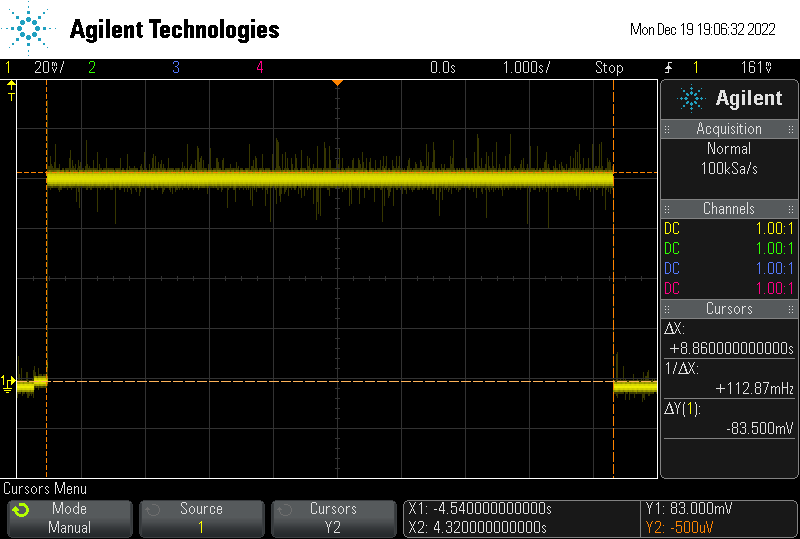 Agilent Technologies
Mon Dec 19 19:06:32 2022
1 20V/ 2 3 4 0.0s 1.000s/ Stop 1 161V
T
Agilent
Acquisition
Normal
100kSa/s
Channels
DC 1.00:1
DC 1.00:1
DC 1.00:1
DC 1.00:1
Cursors
ΔX:
+8.860000000000s
1/ΔX:
+112.87mHz
ΔY(1):
-83.500mV
1
Cursors Menu
Mode
Manual
Source
1
Cursors
Y2
X1: -4.540000000000s
X2: 4.320000000000s
Y1: 83.000mV
Y2: -500uV